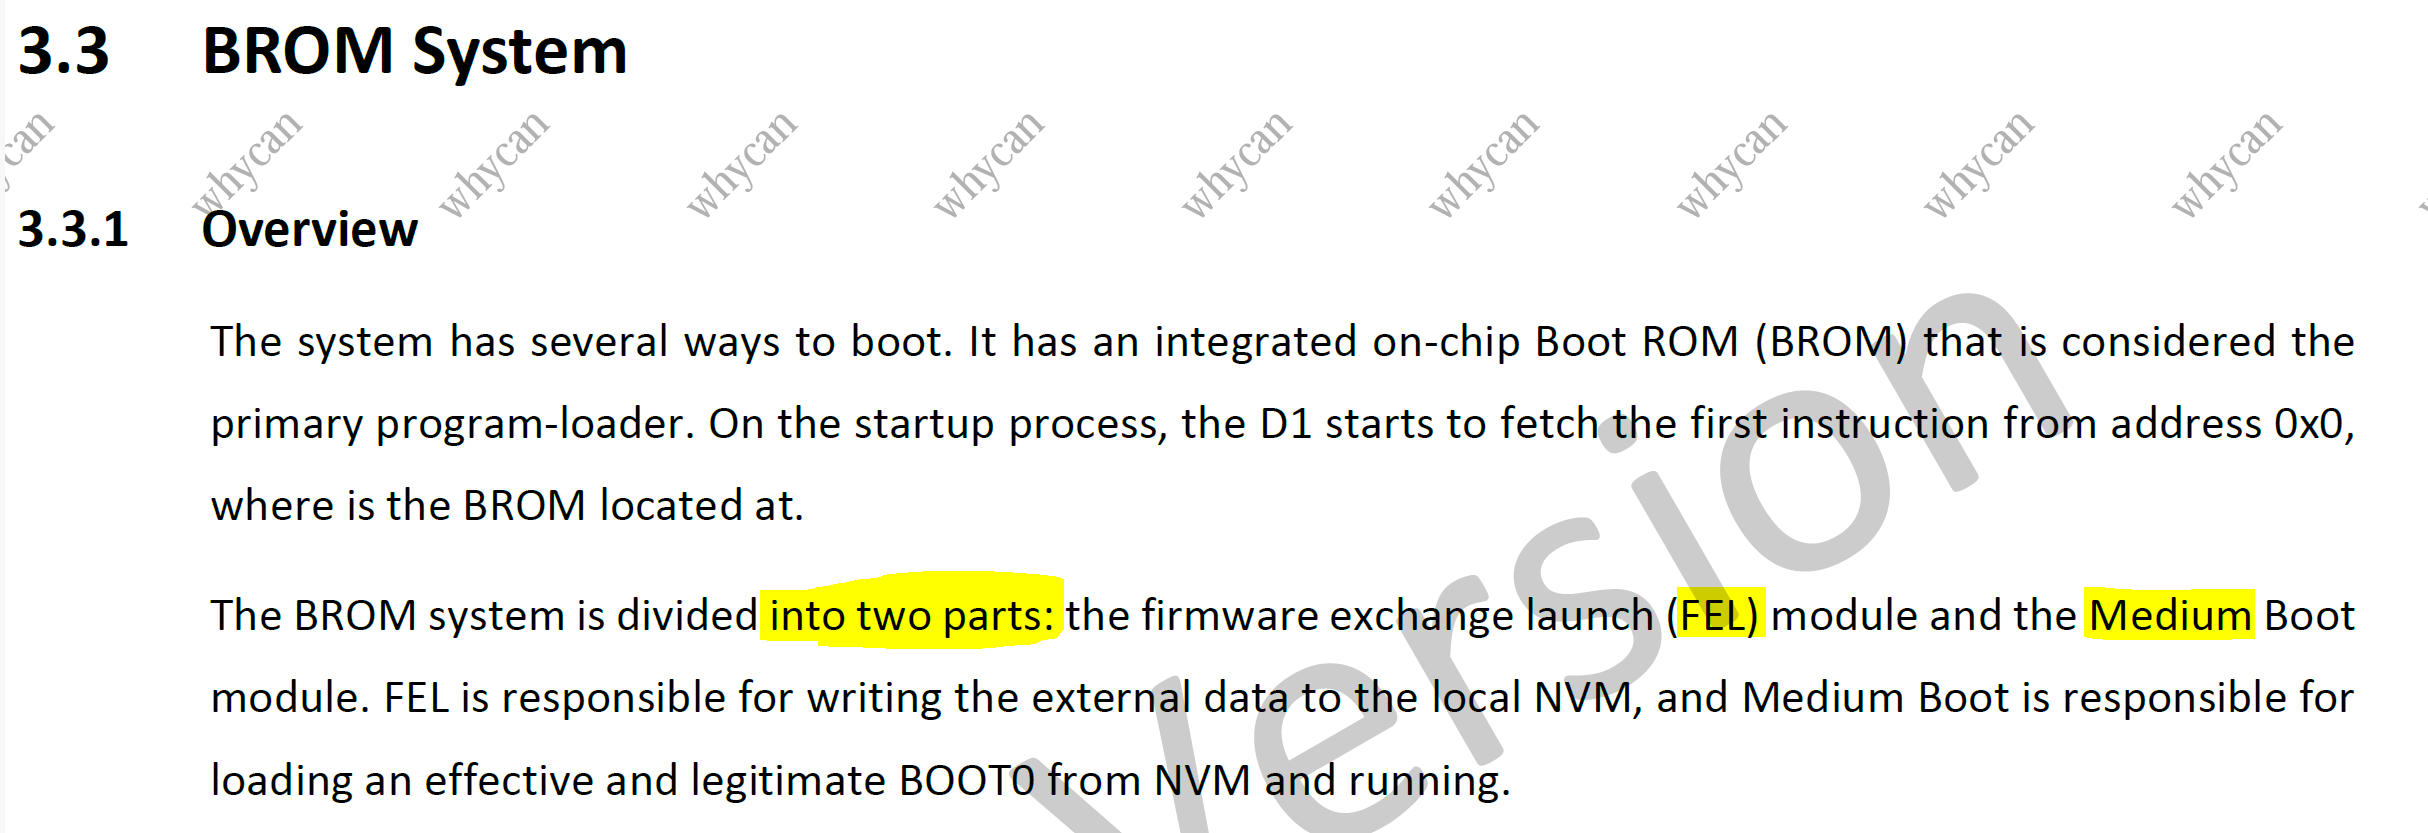 3.3 BROM System
can whycan whycan whycan whycan whycan whycan whycan whycan whycan
3.3.1 Overview
The system has several ways to boot. It has an integrated on-chip Boot ROM (BROM) that is considered the
primary program-loader. On the startup process, the D1 starts to fetch the first instruction from address 0x0,
where is the BROM located at.
The BROM system is divided into two parts: the firmware exchange launch (FEL) module and the Medium Boot
module. FEL is responsible for writing the external data to the local NVM, and Medium Boot is responsible for
loading an effective and legitimate BOOT0 from NVM and running.
Version